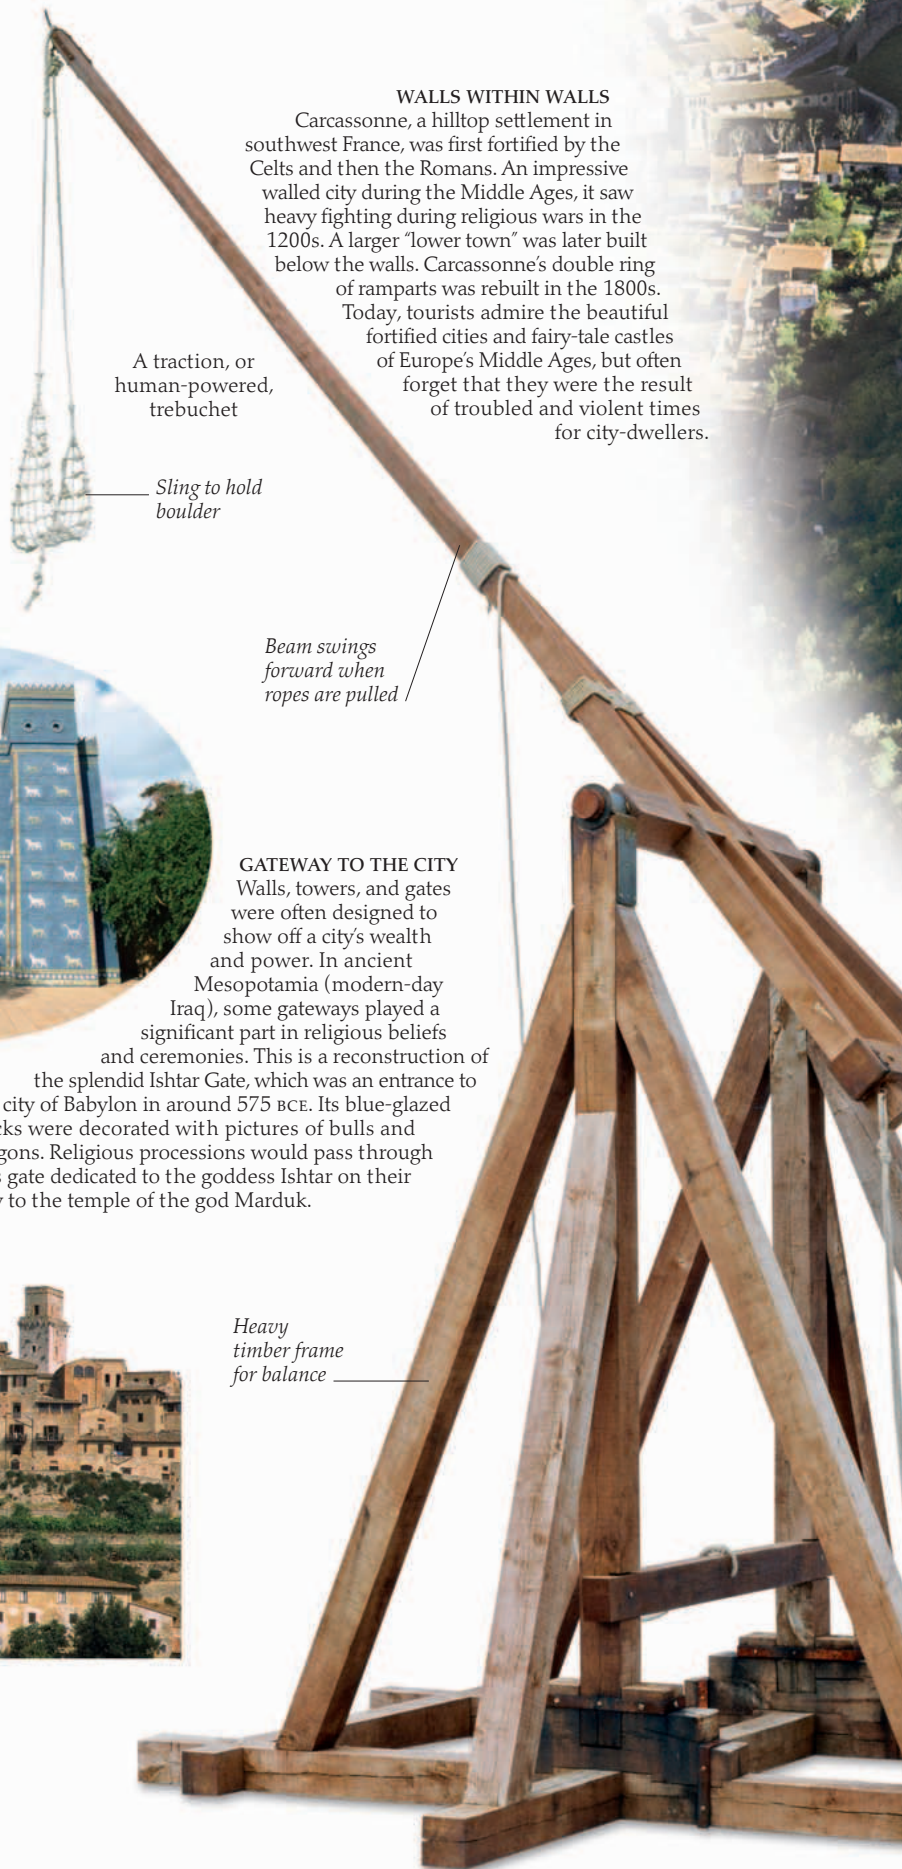 WALLS WITHIN WALLS
Carcassonne, a hilltop settlement in
southwest France, was first fortified by the
Celts and then the Romans. An impressive
walled city during the Middle Ages, it saw
heavy fighting during religious wars in the
1200s. A larger “lower town” was later built
below the walls. Carcassonne’s double ring
of ramparts was rebuilt in the 1800s.
Today, tourists admire the beautiful
fortified cities and fairy-tale castles
of Europe’s Middle Ages, but often
forget that they were the result
of troubled and violent times
for city-dwellers.
A traction, or
human-powered,
trebuchet
Sling to hold
boulder
Beam swings
forward when
ropes are pulled
GATEWAY TO THE CITY
Walls, towers, and gates
were often designed to
show off a city’s wealth
and power. In ancient
Mesopotamia (modern-day
Iraq), some gateways played a
significant part in religious beliefs
and ceremonies. This is a reconstruction of
the splendid Ishtar Gate, which was an entrance to
city of Babylon in around 575 BCE. Its blue-glazed
were decorated with pictures of bulls and
Religious processions would pass through
gate dedicated to the goddess Ishtar on their
to the temple of the god Marduk.
Heavy
timber frame
for balance